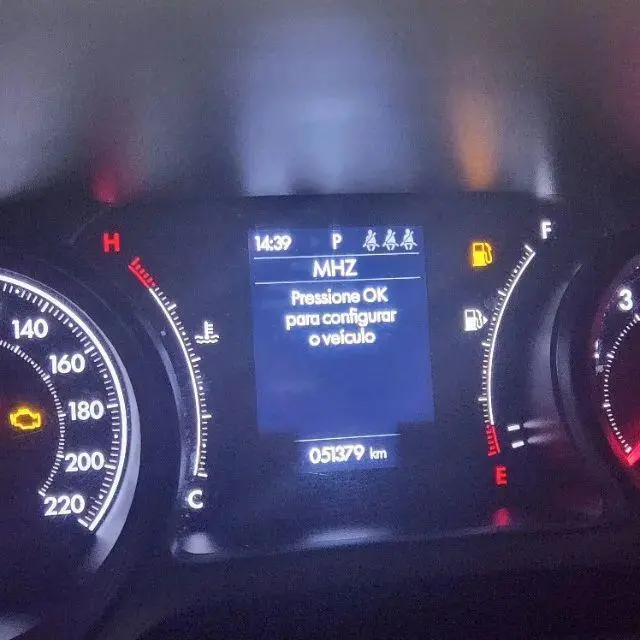 14:39 P
MHZ
Pressione OK
para configurar
o veículo
051379 km
H
C
F
E
140
160
180
200
220
3